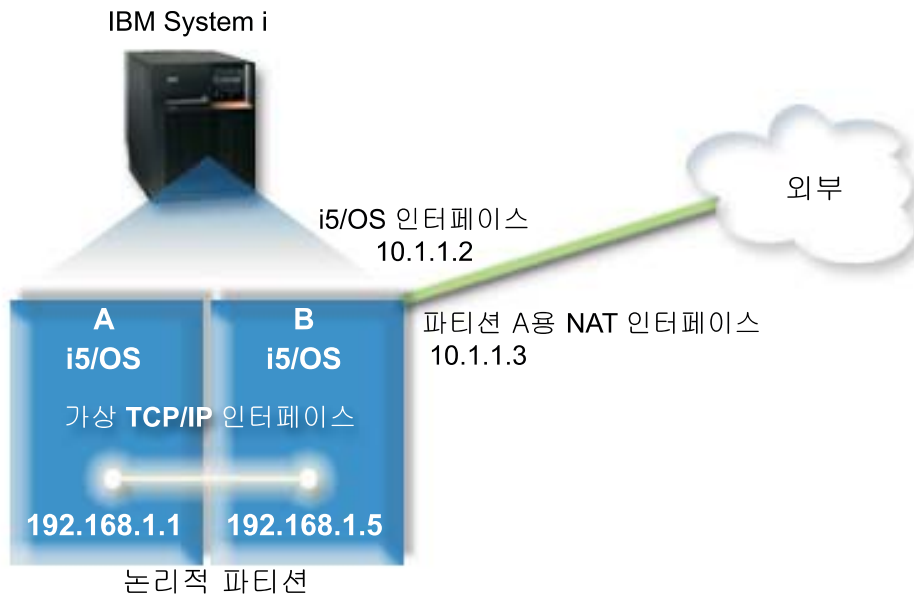 IBM System i
외부
i5/OS 인터페이스
10.1.1.2
파티션 A용 NAT 인터페이스
10.1.1.3
A
i5/OS
B
i5/OS
가상 TCP/IP 인터페이스
192.168.1.1
192.168.1.5
논리적 파티션